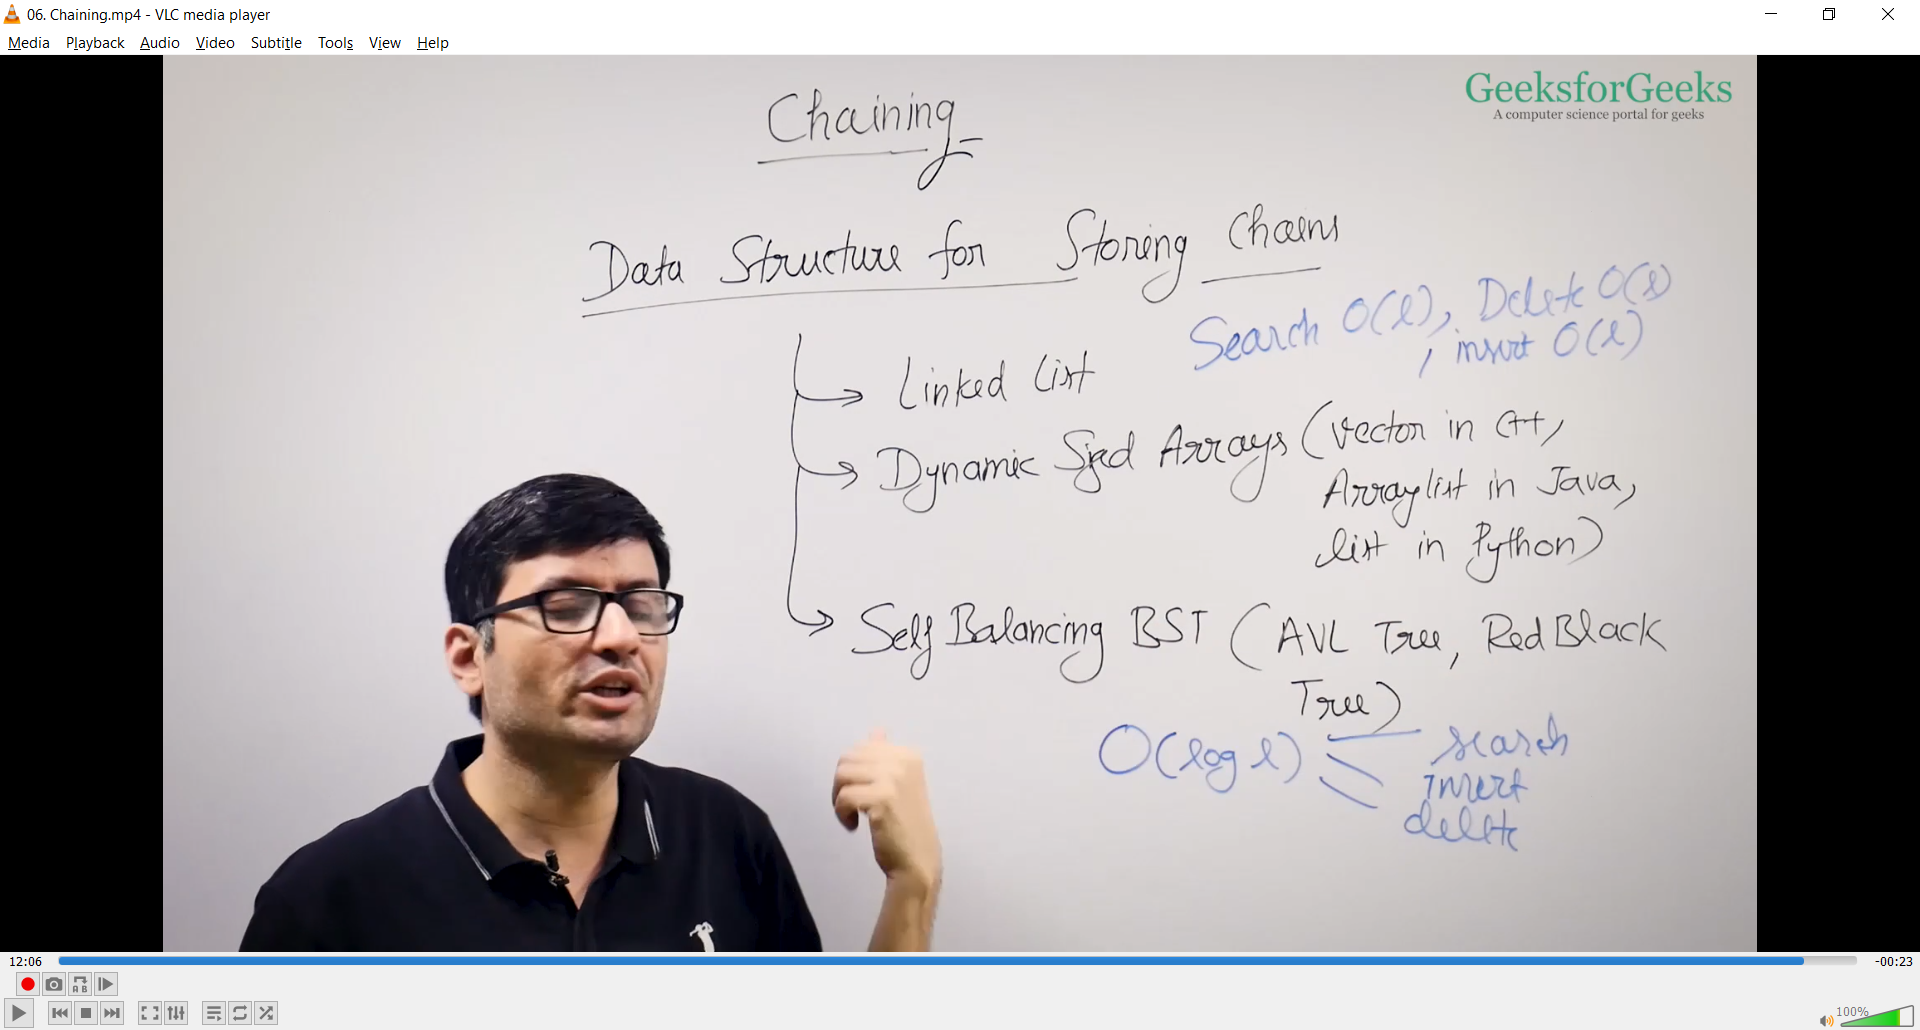 06. Chaining.mp4 - VLC media player
Media Playback Audio Video Subtitle Tools View Help
GeeksforGeeks
A computer science portal for geeks
Chaining
Data Structure for Storing Chains
Search O(l), Delete O(l)
, insert O(l)
Linked List
Dynamic Sized Arrays (Vector in C++,
ArrayList in Java,
list in Python)
Self Balancing BST (AVL Tree, Red Black
Tree)
O(log l)
search
insert
delete
12:06
-00:23
A B
100%